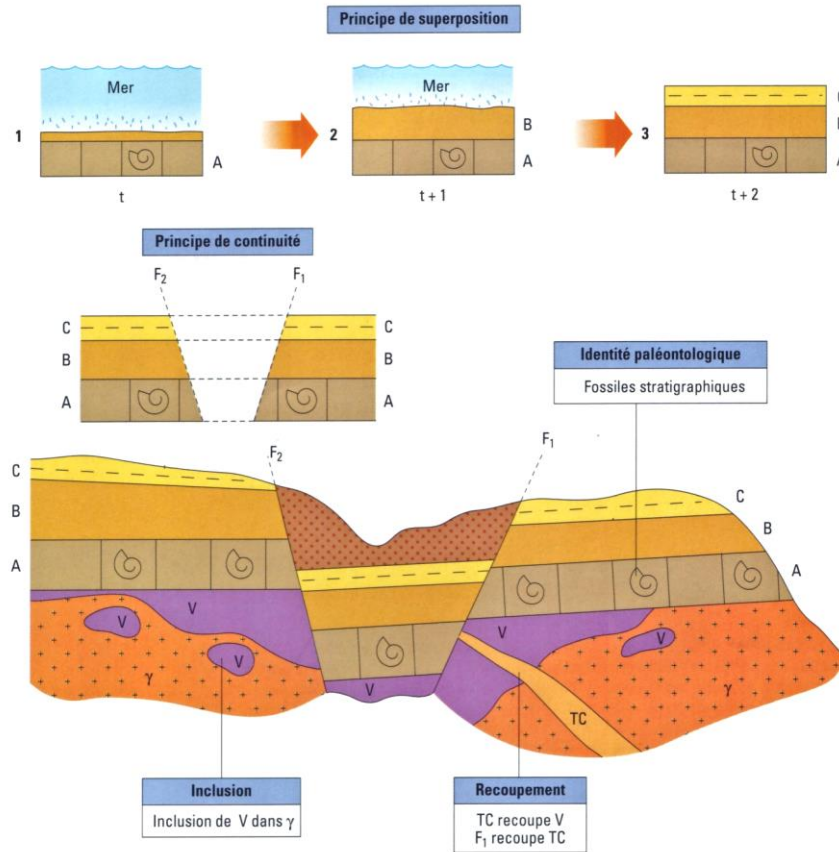 Principe de superposition
Mer
Mer
1
2
3
B
A
A
t
t + 1
t + 2
Principe de continuité
F2
F1
C
C
B
B
A
A
Identité paléontologique
Fossiles stratigraphiques
F2
F1
C
B
A
C
B
A
V
V
V
V
V
V
γ
γ
TC
Inclusion
Inclusion de V dans γ
Recoupement
TC recoupe V
F1 recoupe TC